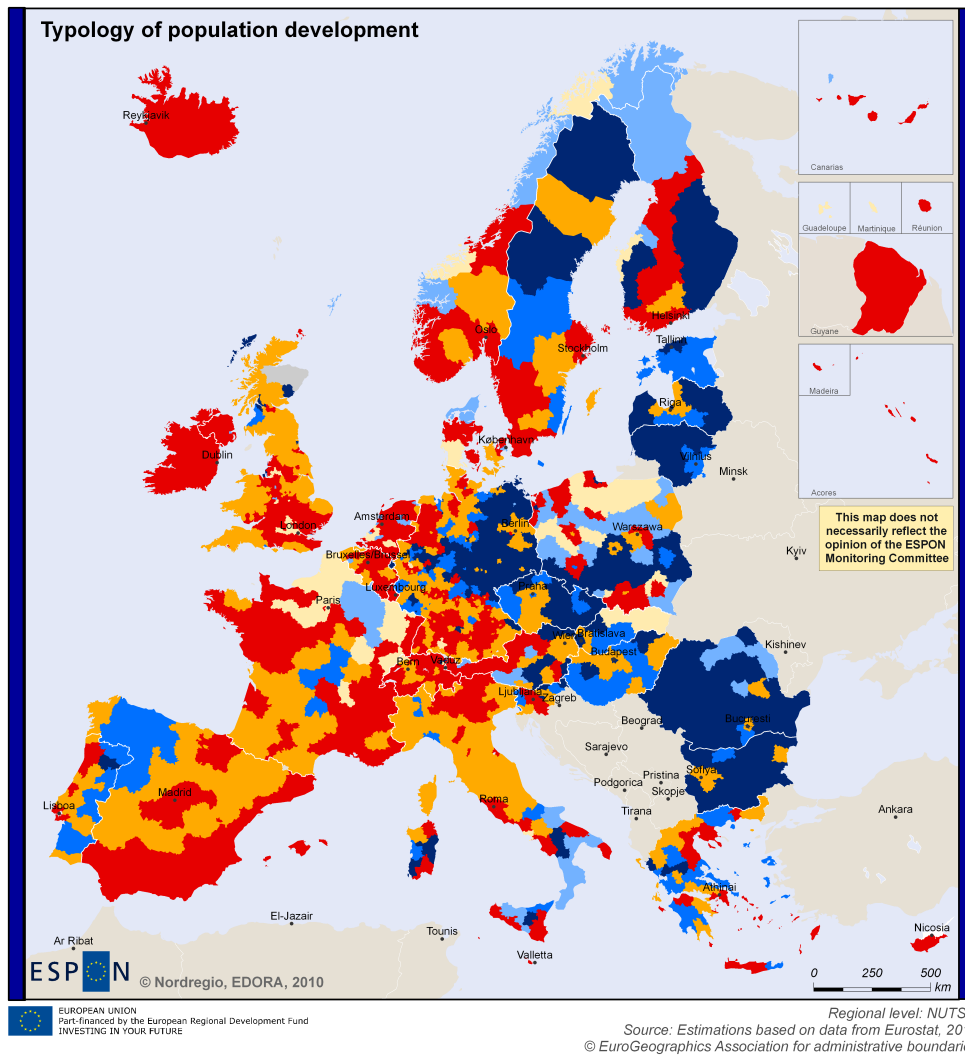 Typology of population development
Canarias
Guadeloupe
Martinique
Réunion
Guyane
Madeira
Acores
This map does not
necessarily reflect the
opinion of the ESPON
Monitoring Committee
Reykjavik
Oslo
Helsinki
Stockholm
Tallinn
Riga
København
Dublin
Vilnius
Minsk
London
Amsterdam
Berlin
Warszawa
Bruxelles/Brussel
Kyiv
Luxembourg
Praha
Paris
Wien
Bratislava
Kishinev
Bern
Vaduz
Budapest
Ljubljana
Zagreb
Beograd
Bucuresti
Sarajevo
Pristina
Sofiya
Podgorica
Skopje
Madrid
Roma
Tirana
Ankara
Lisboa
Athinai
El-Jazair
Tounis
Nicosia
Ar Ribat
Valletta
ESPON
© Nordregio, EDORA, 2010
0 250 500
km
EUROPEAN UNION
Part-financed by the European Regional Development Fund
INVESTING IN YOUR FUTURE
Regional level: NUTS
Source: Estimations based on data from Eurostat, 20
© EuroGeographics Association for administrative boundarie